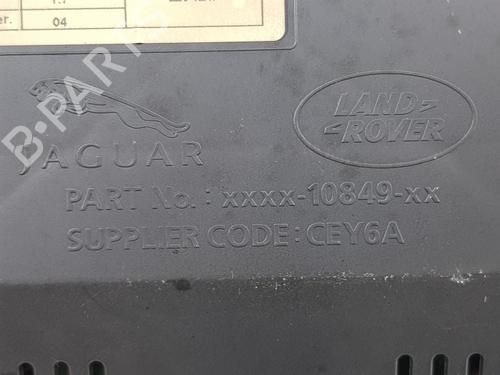 er. 04
B-PARTS
JAGUAR
LAND ROVER
PART No.: xxxx-10849-xx
SUPPLIER CODE: CEY6A